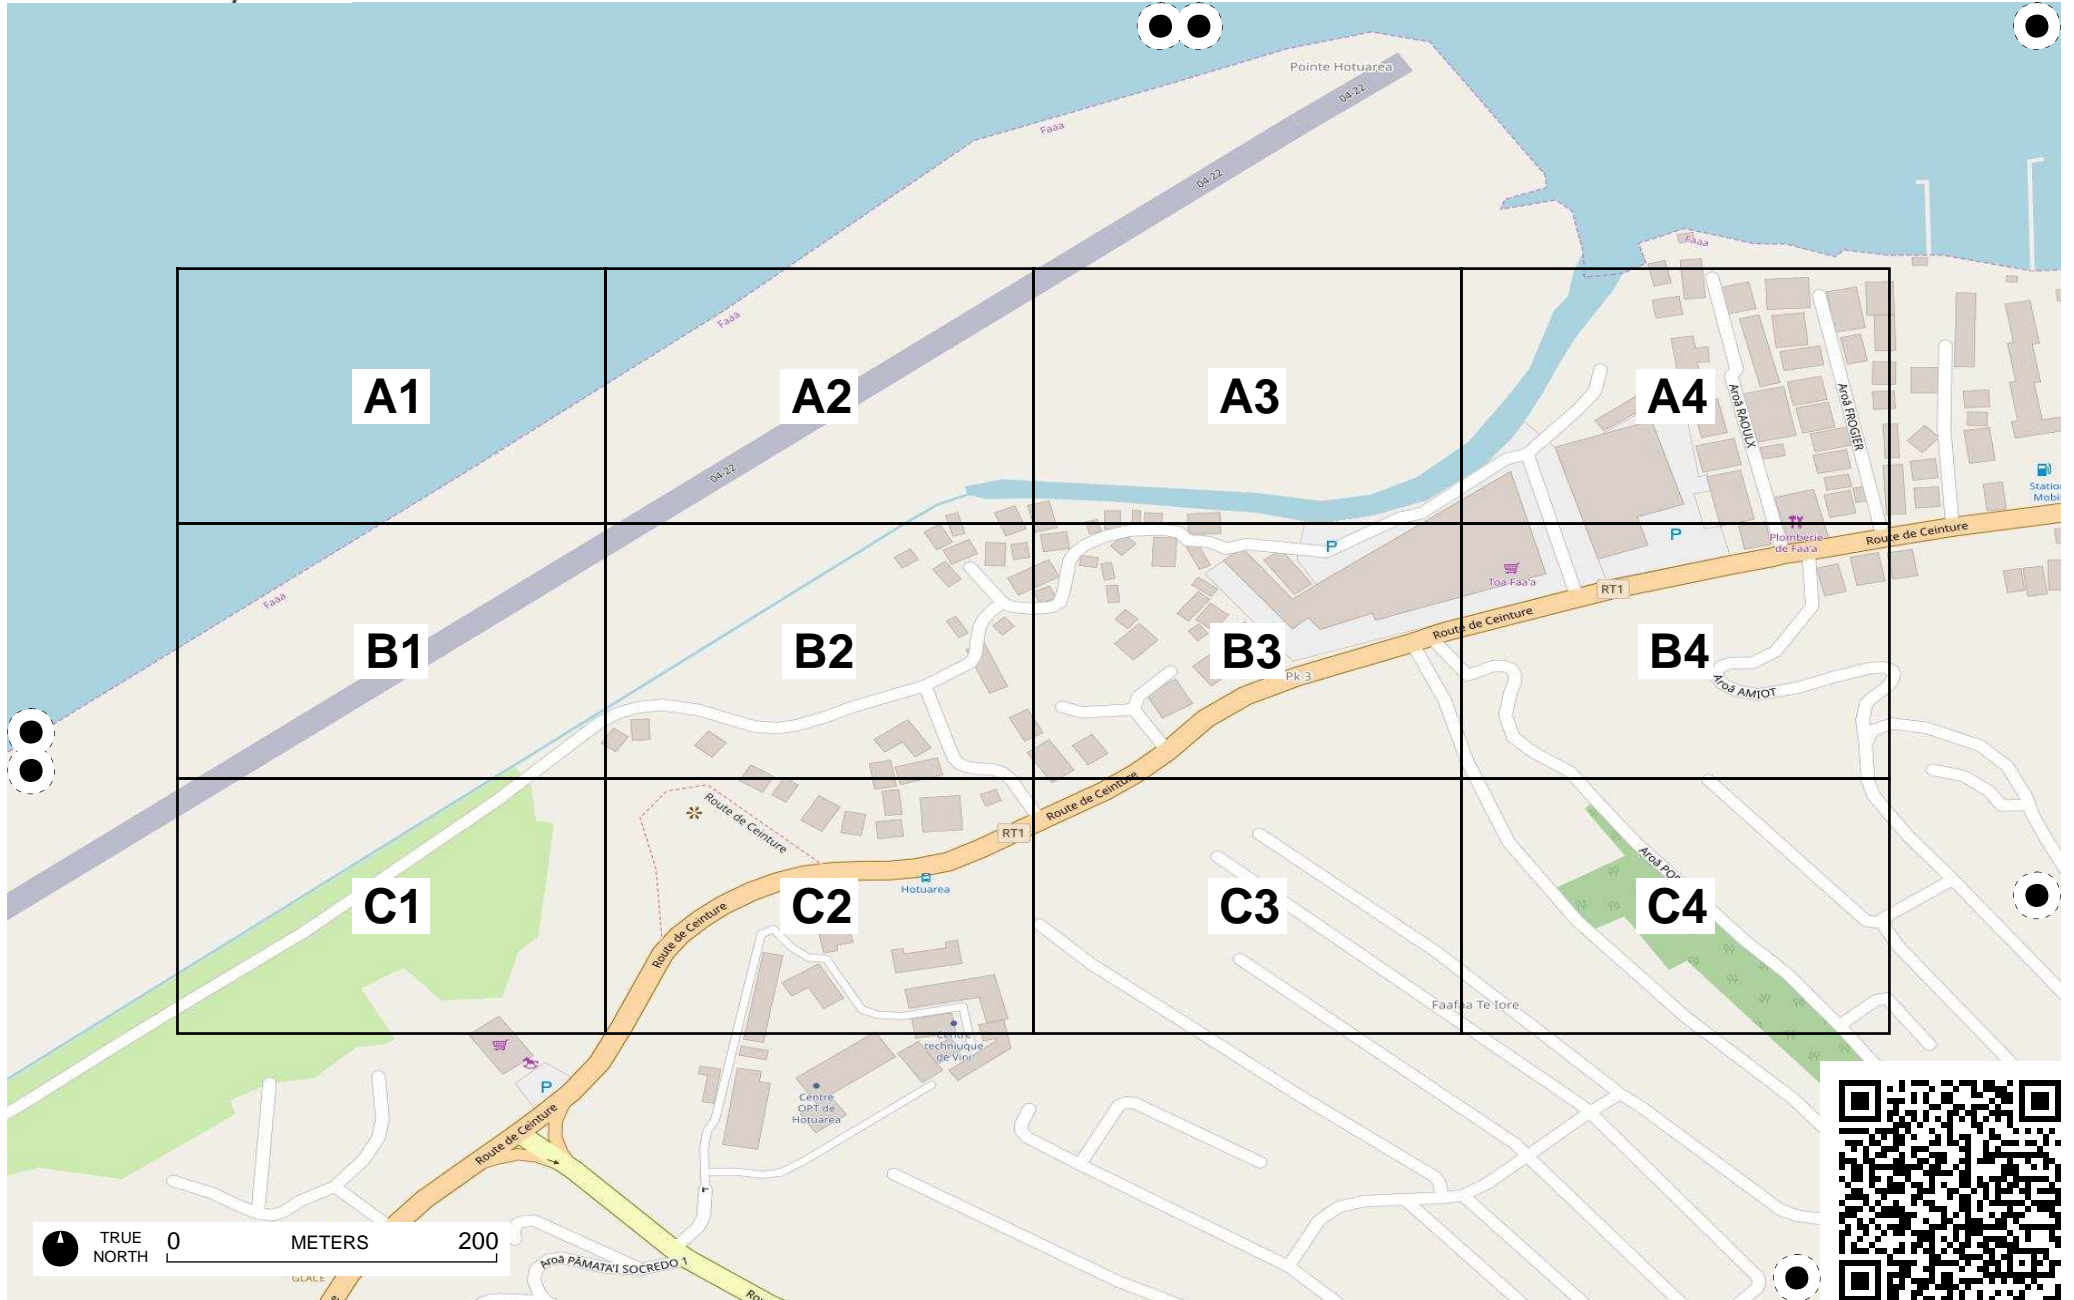 Pointe Hotuarea
04-22
Faaa
04-22
Faaa
Faaa
A1
A2
A3
A4
Aroā RAOULX
Aroā FROGIER
04-22
Station
Mobi
P
P
Plomberie
de Faa'a
Route de Ceinture
Toa Faa'a
RT1
Faaa
Route de Ceinture
B1
B2
B3
B4
Pk 3
Aroā AMIOT
Route de Ceinture
Route de Ceinture
RT1
Hotuarea
C1
C2
C3
C4
Route de Ceinture
Faafaa Te Iore
Centre
techniuque
de Vini
P
Centre
OPT de
Hotuarea
Route de Ceinture
TRUE
NORTH
0 METERS 200
Aroā PĀMATA'I SOCREDO 1
GLACE